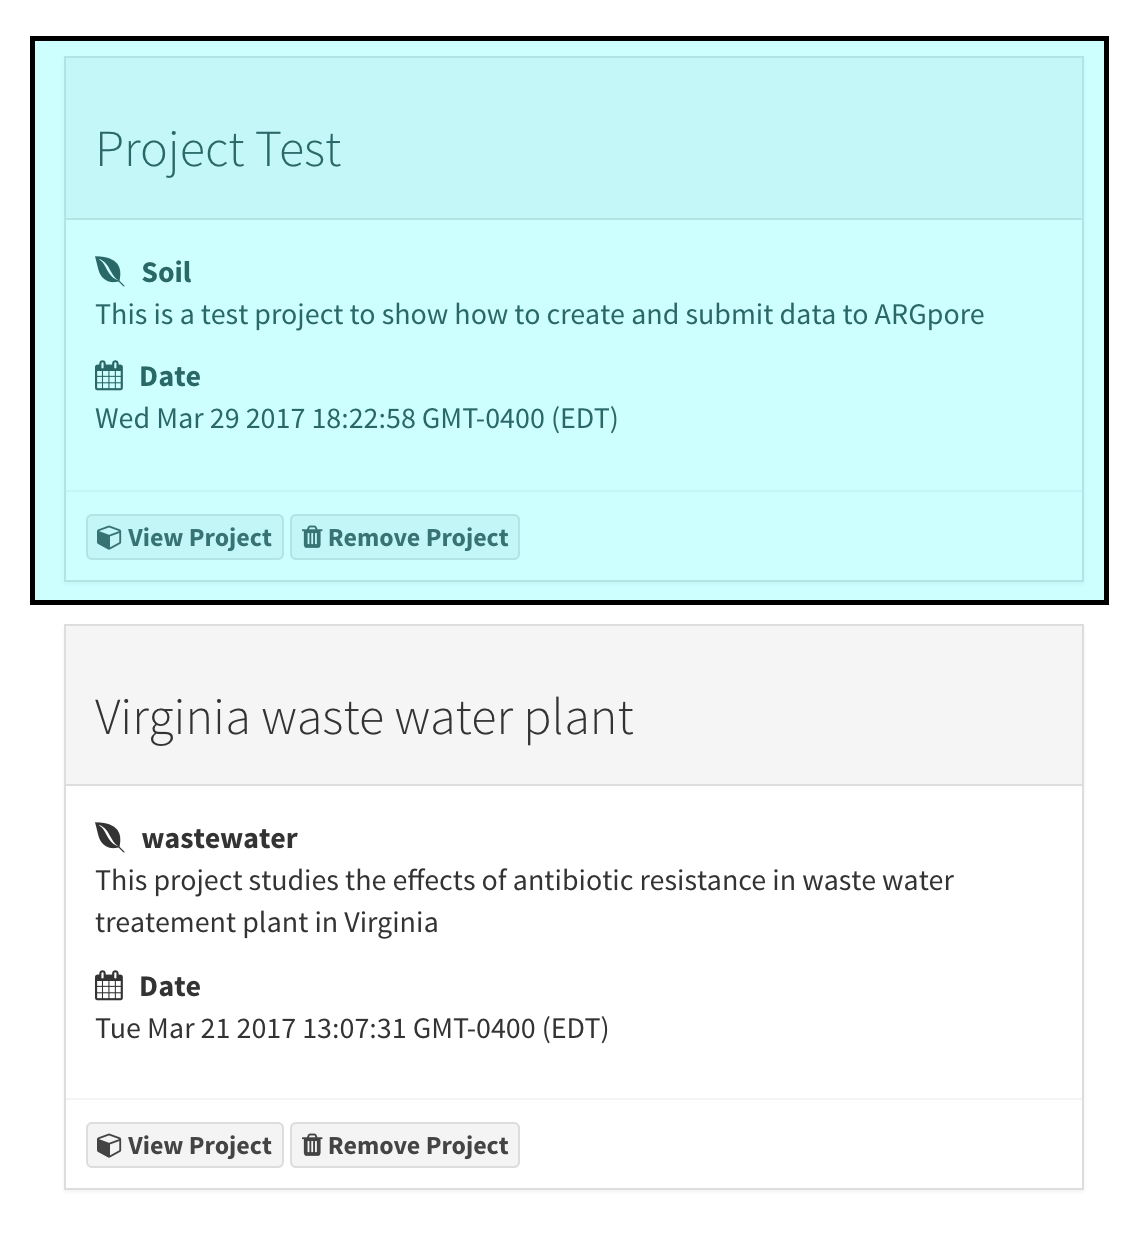 Project Test
Soil
This is a test project to show how to create and submit data to ARGpore
Date
Wed Mar 29 2017 18:22:58 GMT-0400 (EDT)
View Project Remove Project
Virginia waste water plant
wastewater
This project studies the effects of antibiotic resistance in waste water
treatement plant in Virginia
Date
Tue Mar 21 2017 13:07:31 GMT-0400 (EDT)
View Project Remove Project